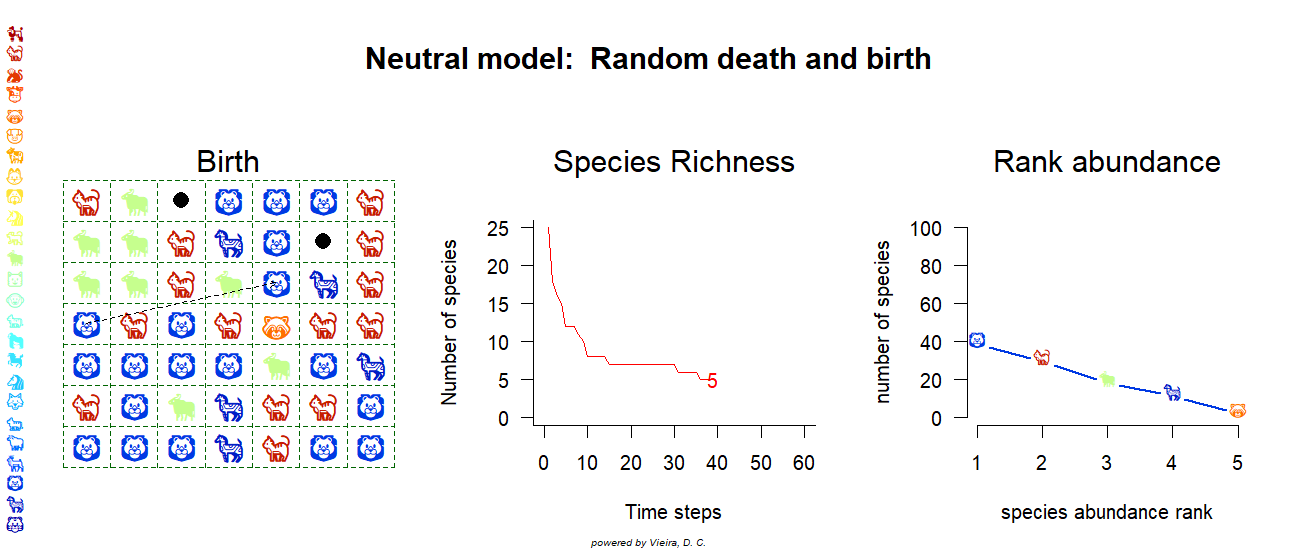 Neutral model:  Random death and birth
Birth
Species Richness
Number of species
25
20
15
10
5
0
5
0 10 20 30 40 50 60
Time steps
Rank abundance
number of species
100
80
60
40
20
0
1 2 3 4 5
species abundance rank
powered by Vieira, D. C.